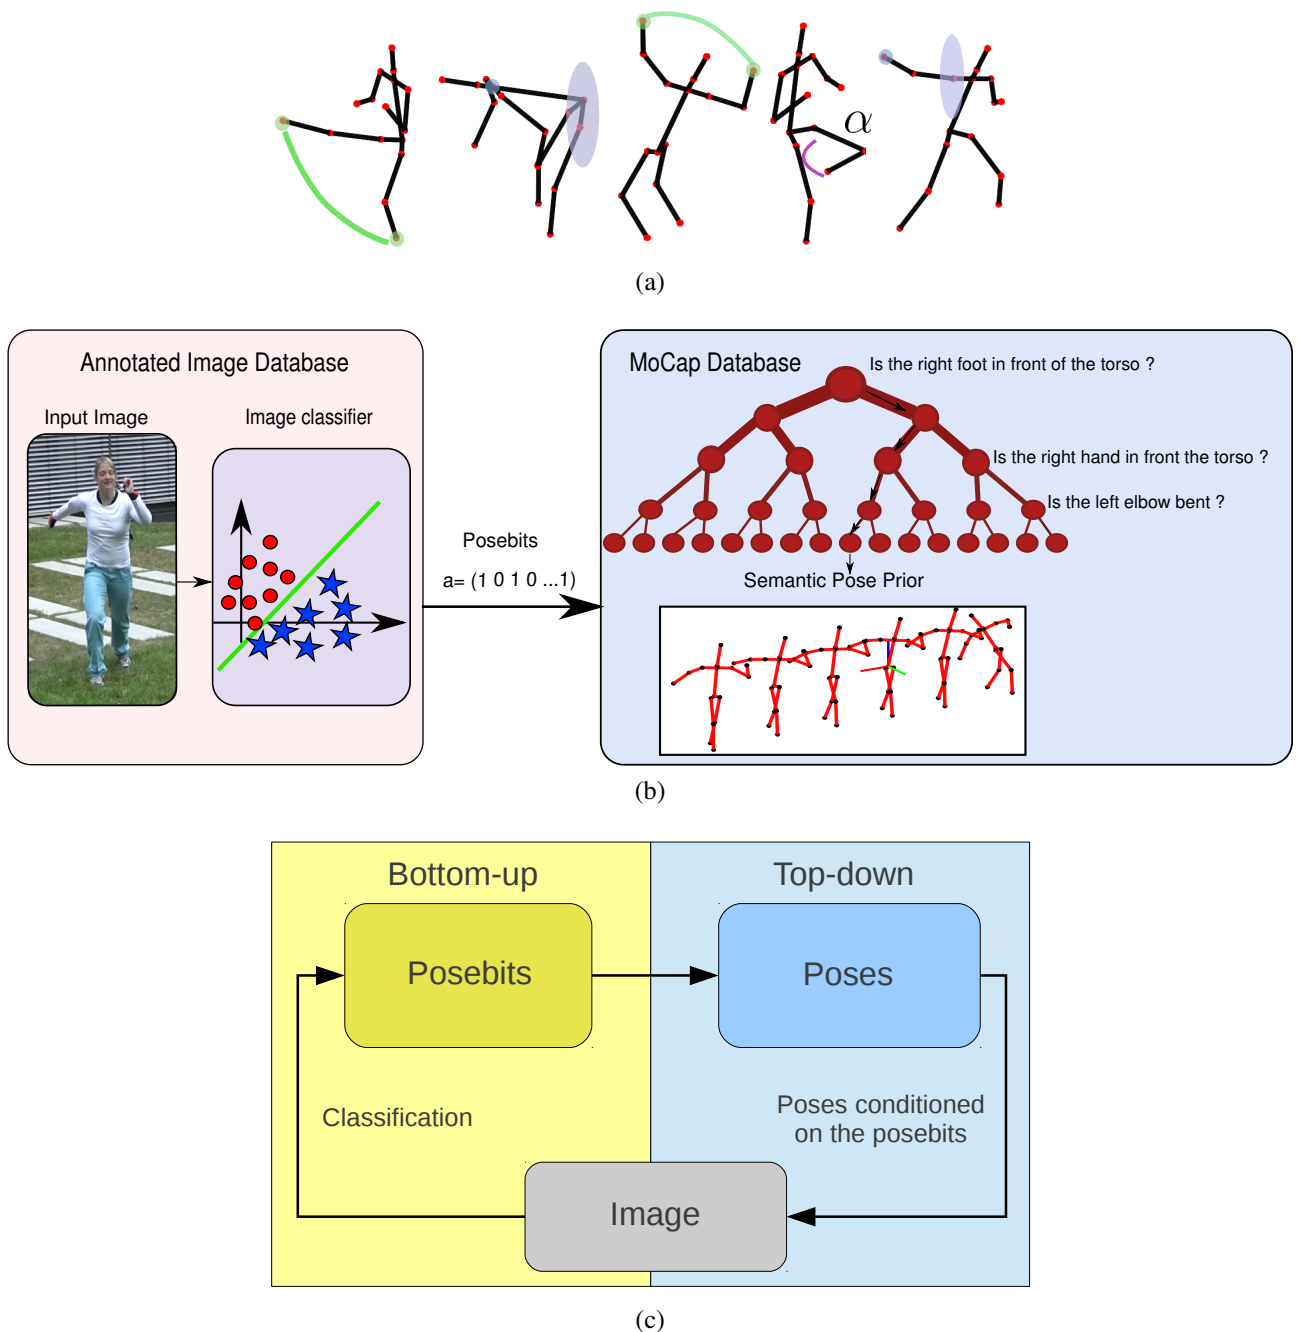 α
(a)
Annotated Image Database
Input Image
Image classifier
Posebits
a= (1 0 1 0 ...1)
MoCap Database
Is the right foot in front of the torso ?
Is the right hand in front the torso ?
Is the left elbow bent ?
Semantic Pose Prior
(b)
Bottom-up
Top-down
Posebits
Poses
Classification
Poses conditioned
on the posebits
Image
(c)